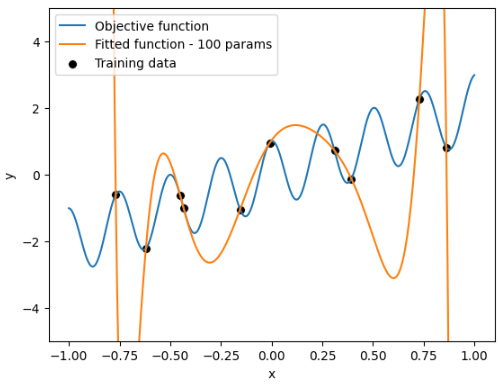 Objective function
Fitted function - 100 params
Training data
4
2
0
−2
−4
y
−1.00 −0.75 −0.50 −0.25 0.00 0.25 0.50 0.75 1.00
x